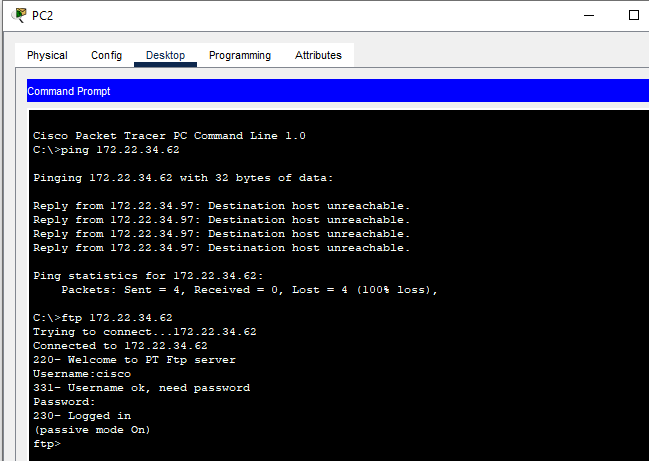 PC2
Physical Config Desktop Programming Attributes
Command Prompt
Cisco Packet Tracer PC Command Line 1.0
C:\>ping 172.22.34.62
Pinging 172.22.34.62 with 32 bytes of data:
Reply from 172.22.34.97: Destination host unreachable.
Reply from 172.22.34.97: Destination host unreachable.
Reply from 172.22.34.97: Destination host unreachable.
Reply from 172.22.34.97: Destination host unreachable.
Ping statistics for 172.22.34.62:
    Packets: Sent = 4, Received = 0, Lost = 4 (100% loss),
C:\>ftp 172.22.34.62
Trying to connect...172.22.34.62
Connected to 172.22.34.62
220- Welcome to PT Ftp server
Username:cisco
331- Username ok, need password
Password:
230- Logged in
(passive mode On)
ftp>